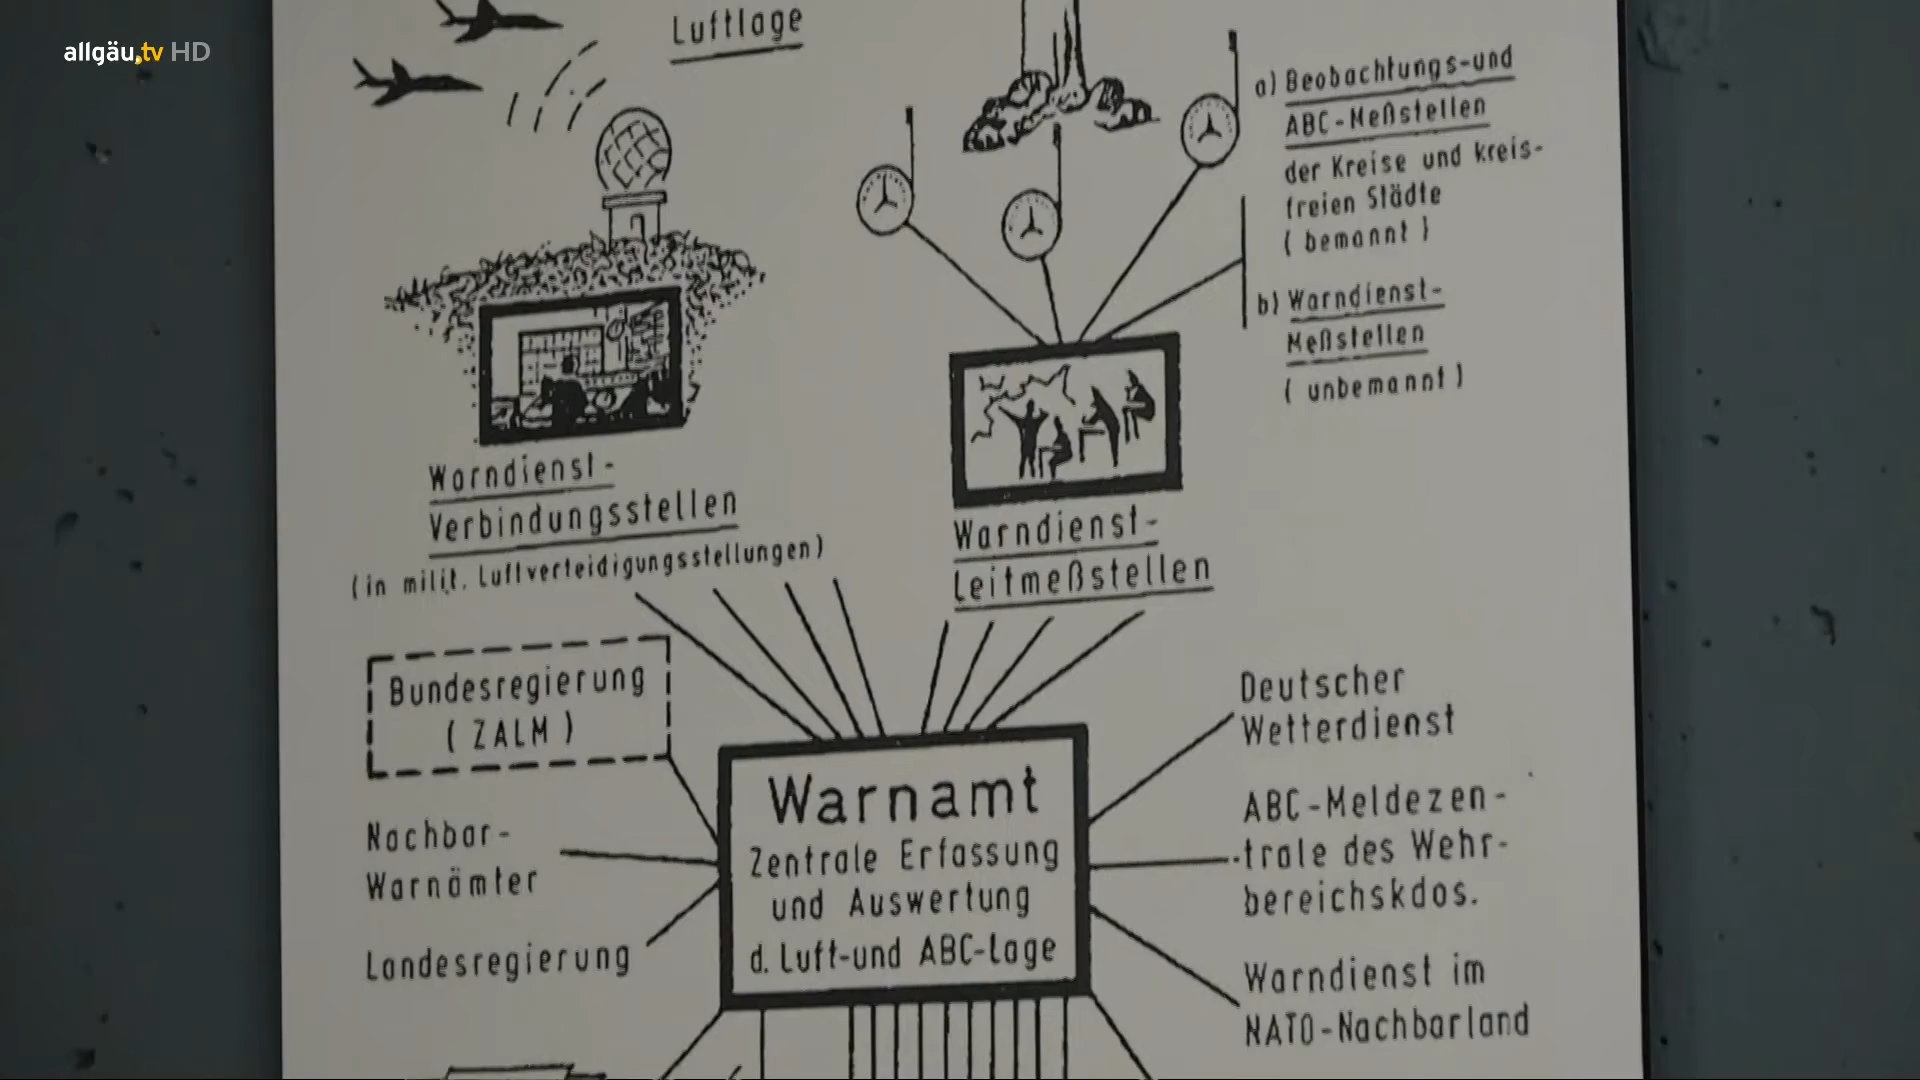 allgäu.tv HD
Luftlage
a) Beobachtungs-und
ABC-Meßstellen
der Kreise und kreis-
freien Städte
( bemannt )
b) Warndienst-
Meßstellen
( unbemannt )
Warndienst-
Verbindungsstellen
(in milit. Luftverteidigungsstellungen)
Warndienst-
Leitmeßstellen
Bundesregierung
( ZALM )
Nachbar-
Warnämter
Landesregierung
Warnamt
Zentrale Erfassung
und Auswertung
d. Luft-und ABC-Lage
Deutscher
Wetterdienst
ABC-Meldezen-
trale des Wehr-
bereichskdos.
Warndienst im
NATO-Nachbarland